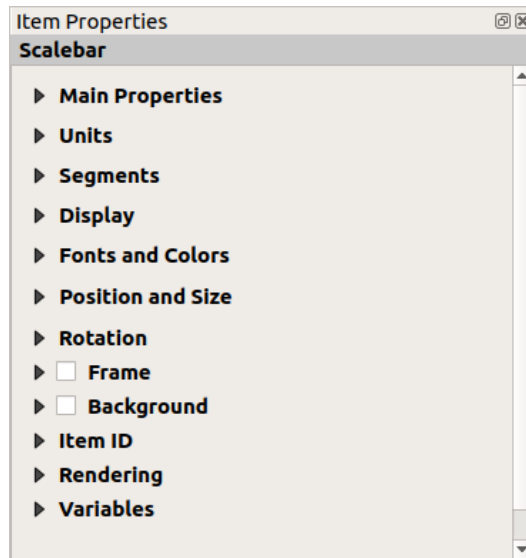 Item Properties
Scalebar
Main Properties
Units
Segments
Display
Fonts and Colors
Position and Size
Rotation
Frame
Background
Item ID
Rendering
Variables